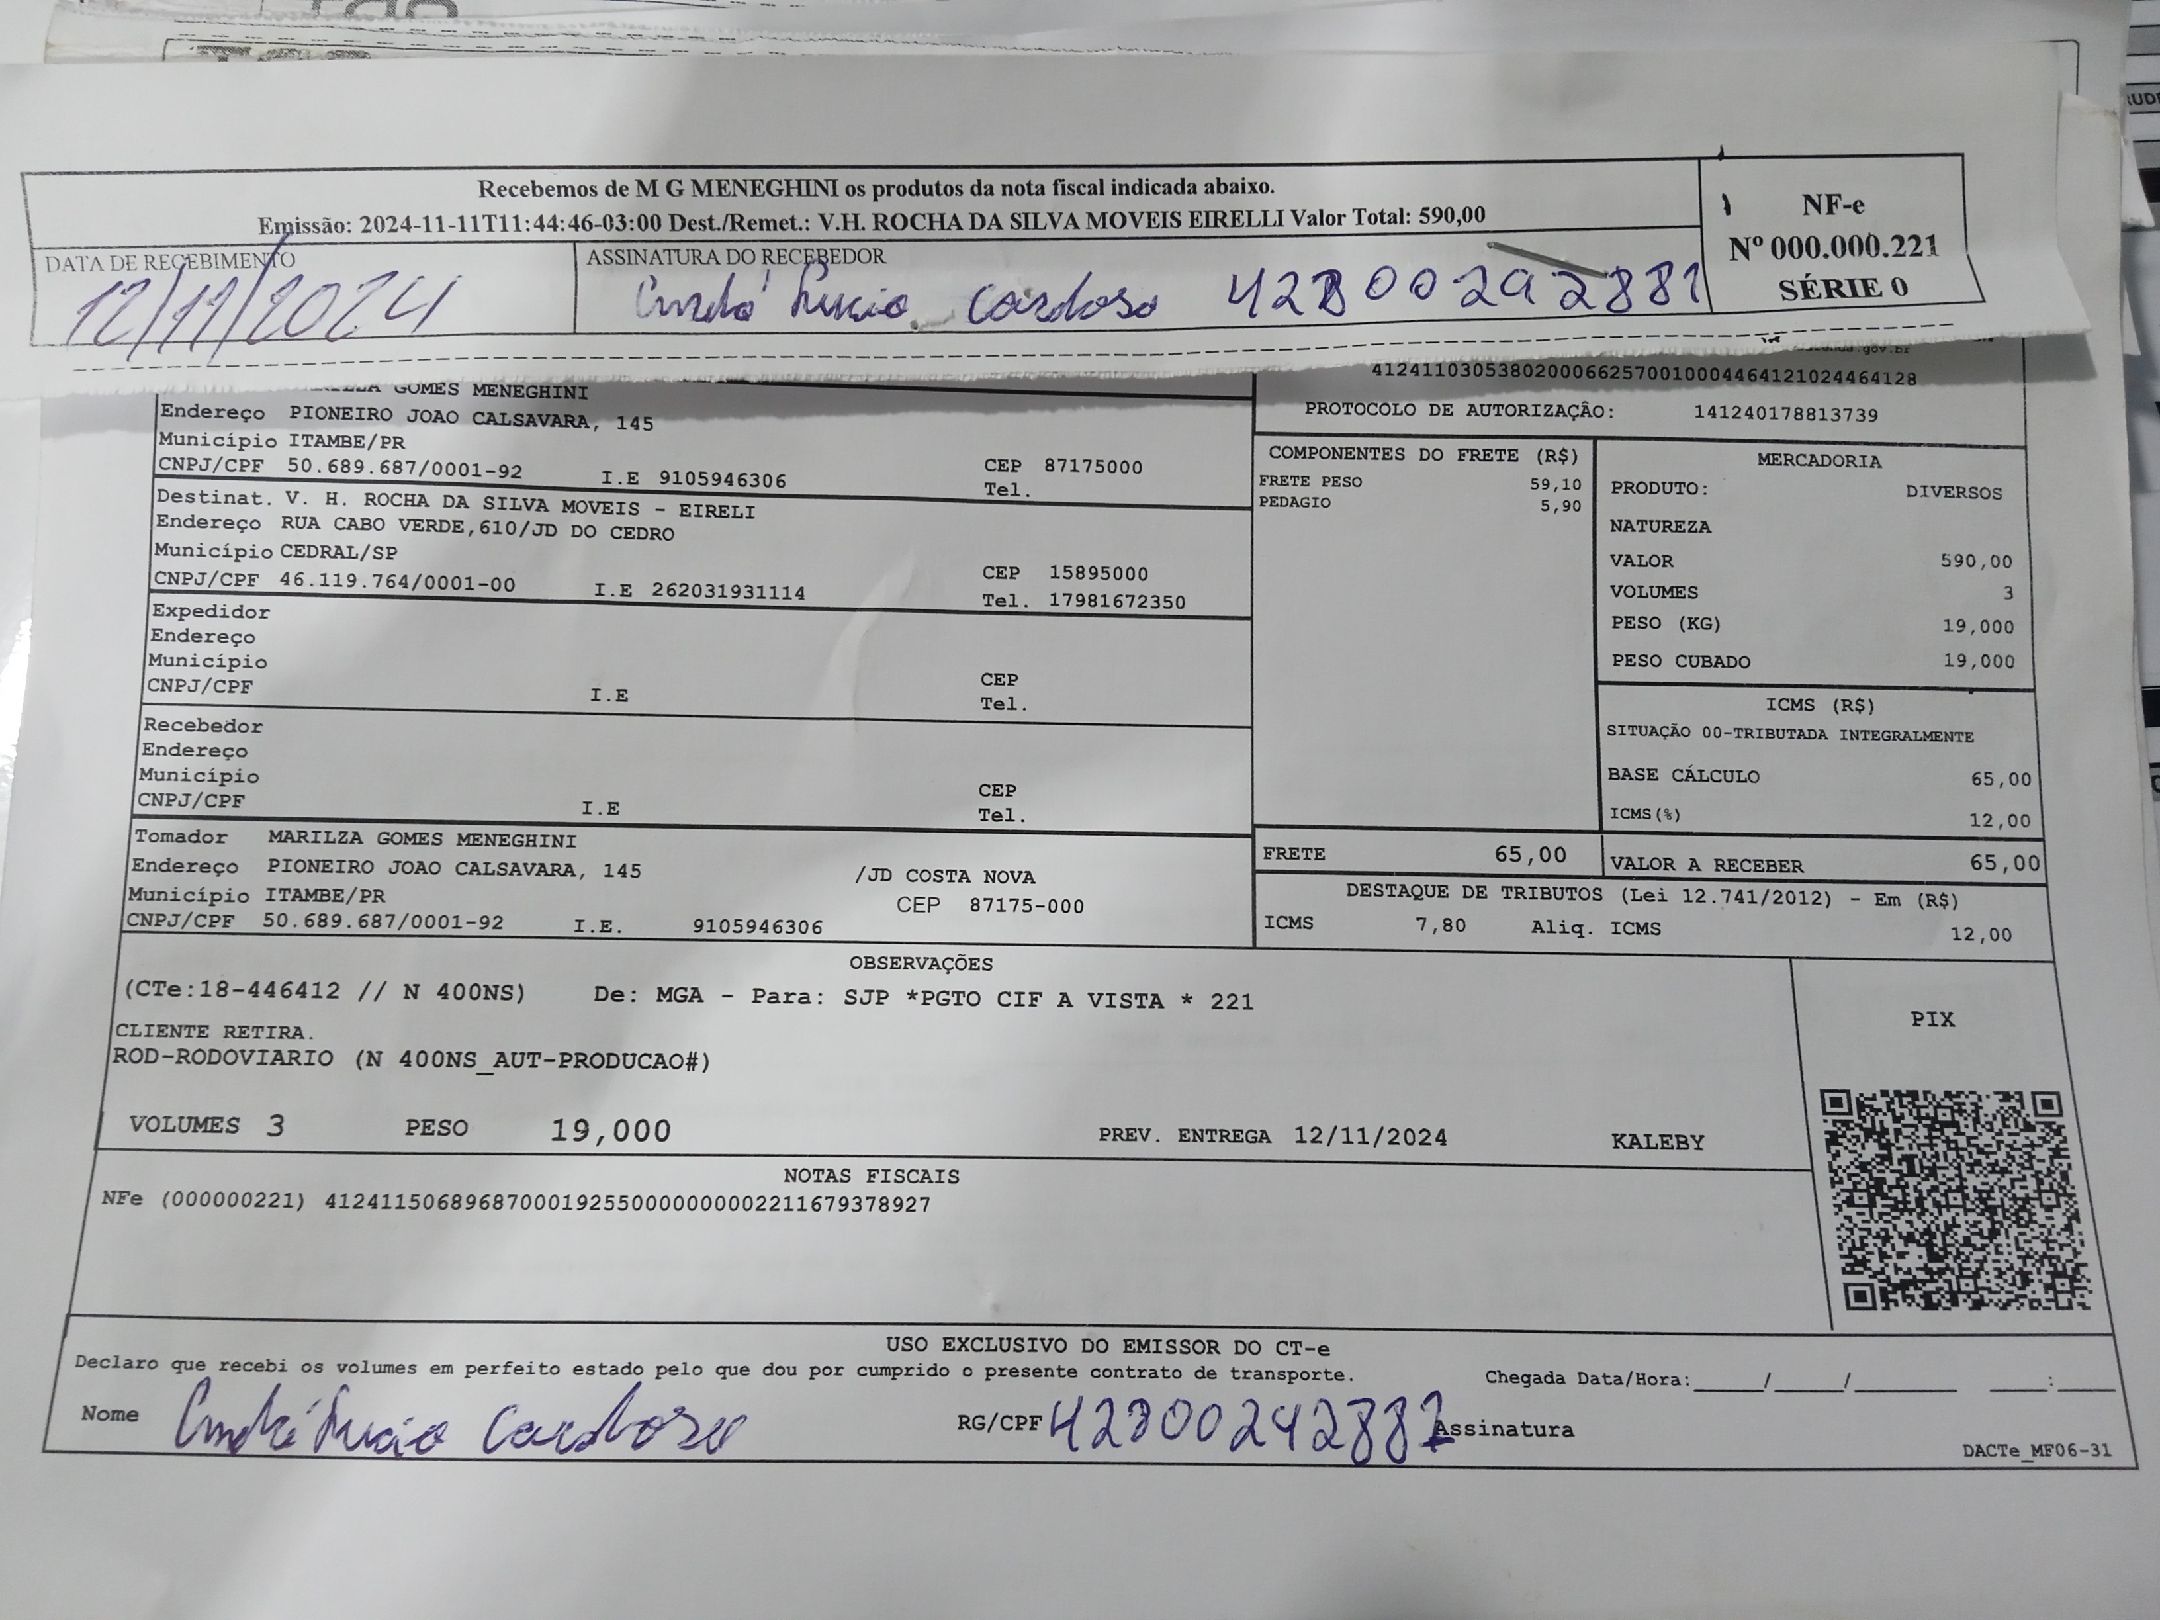 Recebemos de M G MENEGHINI os produtos da nota fiscal indicada abaixo.
Emissão: 2024-11-11T11:44:46-03:00 Dest./Remet.: V.H. ROCHA DA SILVA MOVEIS EIRELLI Valor Total: 590,00
DATA DE RECEBIMENTO
12/11/2024
ASSINATURA DO RECEBEDOR
André Lucio Cardoso
NF-e
Nº 000.000.221
SÉRIE 0
.gov.br
41241103053802000662570010004464121024464128
PROTOCOLO DE AUTORIZAÇÃO: 141240178813739
GOMES MENEGHINI
Endereço PIONEIRO JOAO CALSAVARA, 145
Município ITAMBE/PR
CNPJ/CPF 50.689.687/0001-92 I.E 9105946306 CEP 87175000
Tel.
Destinat. V. H. ROCHA DA SILVA MOVEIS - EIRELI
Endereço RUA CABO VERDE,610/JD DO CEDRO
Município CEDRAL/SP
CNPJ/CPF 46.119.764/0001-00 I.E 262031931114 CEP 15895000
Tel. 17981672350
Expedidor
Endereço
Município
CNPJ/CPF I.E CEP
Tel.
Recebedor
Endereço
Município
CNPJ/CPF I.E CEP
Tel.
Tomador MARILZA GOMES MENEGHINI
Endereço PIONEIRO JOAO CALSAVARA, 145 /JD COSTA NOVA
Município ITAMBE/PR CEP 87175-000
CNPJ/CPF 50.689.687/0001-92 I.E. 9105946306
COMPONENTES DO FRETE (R$)
FRETE PESO 59,10
PEDAGIO 5,90
MERCADORIA
PRODUTO: DIVERSOS
NATUREZA
VALOR 590,00
VOLUMES 3
PESO (KG) 19,000
PESO CUBADO 19,000
ICMS (R$)
SITUAÇÃO 00-TRIBUTADA INTEGRALMENTE
BASE CÁLCULO 65,00
ICMS(%) 12,00
FRETE 65,00 VALOR A RECEBER 65,00
DESTAQUE DE TRIBUTOS (Lei 12.741/2012) - Em (R$)
ICMS 7,80 Aliq. ICMS 12,00
OBSERVAÇÕES
(CTe:18-446412 // N 400NS) De: MGA - Para: SJP *PGTO CIF A VISTA * 221
CLIENTE RETIRA.
ROD-RODOVIARIO (N 400NS_AUT-PRODUCAO#)
VOLUMES 3 PESO 19,000 PREV. ENTREGA 12/11/2024 KALEBY
PIX
NOTAS FISCAIS
NFe (000000221) 41241150689687000192550000000002211679378927
USO EXCLUSIVO DO EMISSOR DO CT-e
Declaro que recebi os volumes em perfeito estado pelo que dou por cumprido o presente contrato de transporte. Chegada Data/Hora:_____/_____/_________ _____:_____
Nome André Lucio Cardoso RG/CPF Assinatura
DACTe_MF06-31